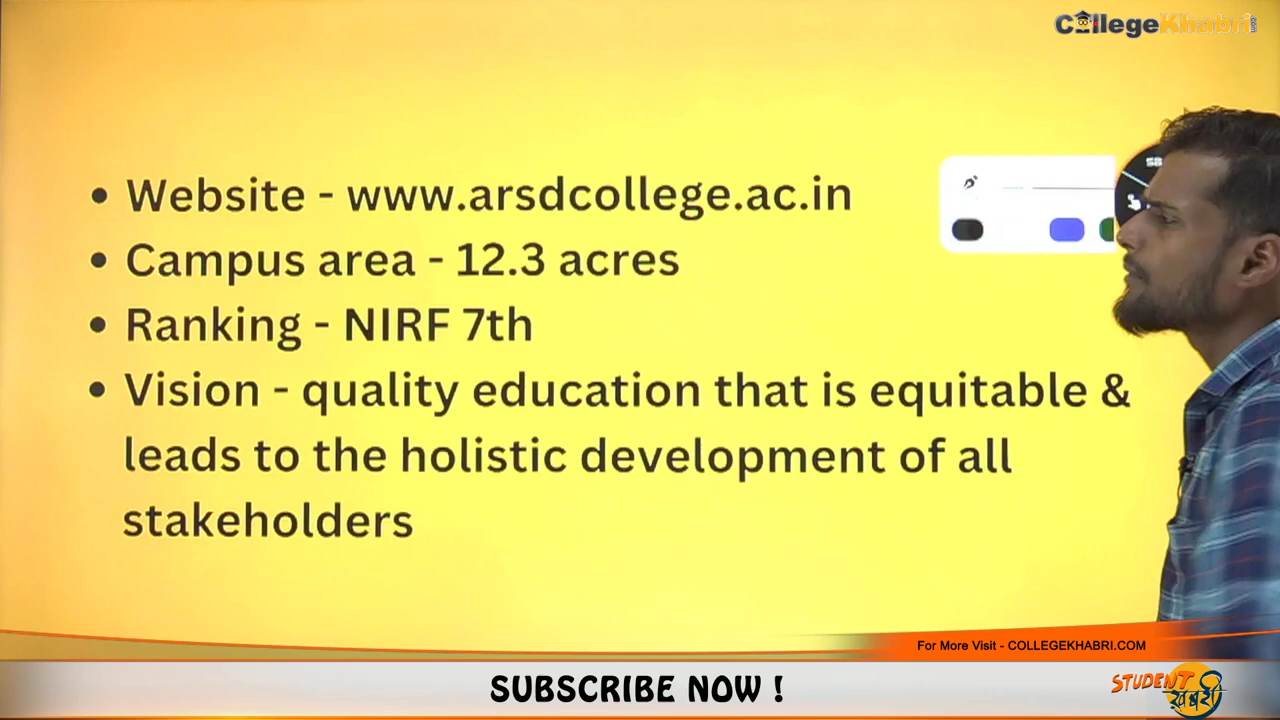 CollegeKhabri.com
• Website - www.arsdcollege.ac.in
• Campus area - 12.3 acres
• Ranking - NIRF 7th
• Vision - quality education that is equitable &
leads to the holistic development of all
stakeholders
For More Visit - COLLEGEKHABRI.COM
SUBSCRIBE NOW !
STUDENT
खबरी